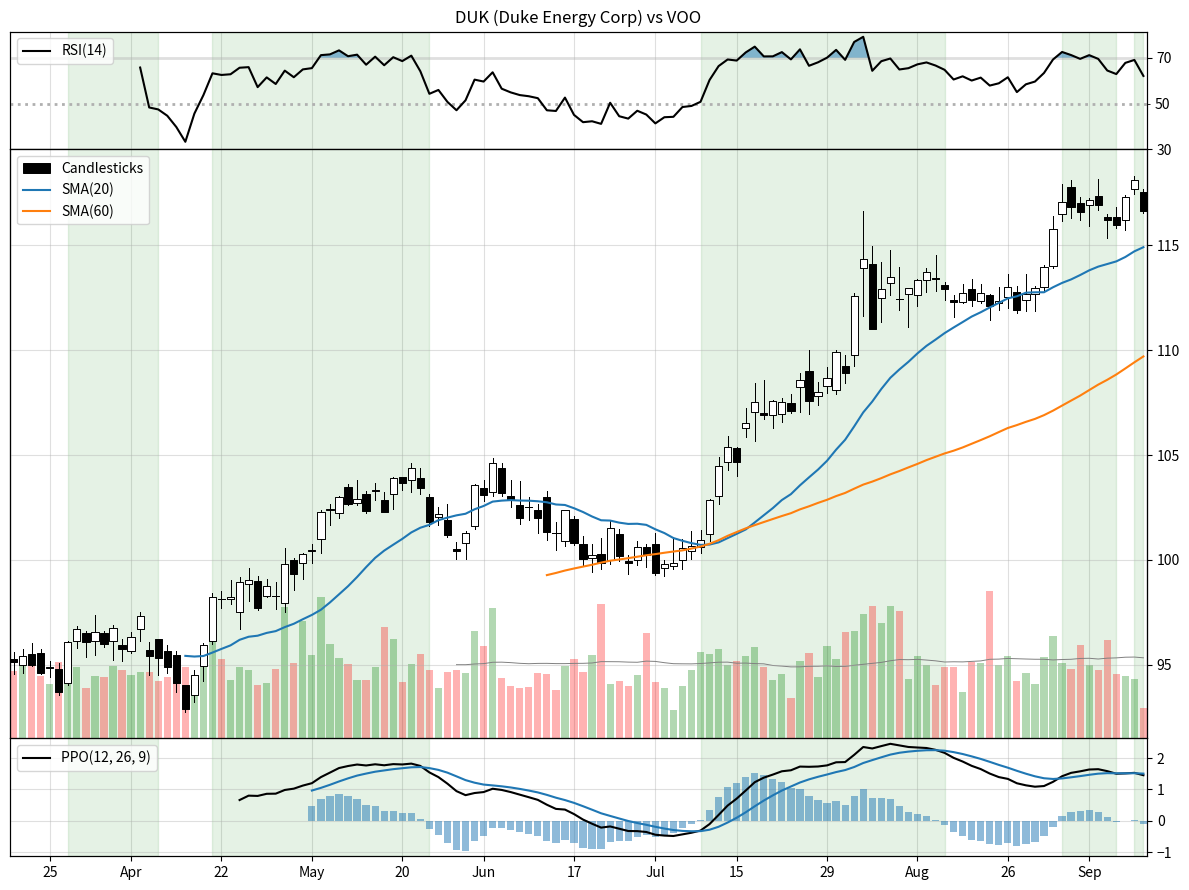 DUK (Duke Energy Corp) vs VOO
RSI(14)
70
50
30
Candlesticks
SMA(20)
SMA(60)
115
110
105
100
95
PPO(12, 26, 9)
2
1
0
−1
25 Apr 22 May 20 Jun 17 Jul 15 29 Aug 26 Sep